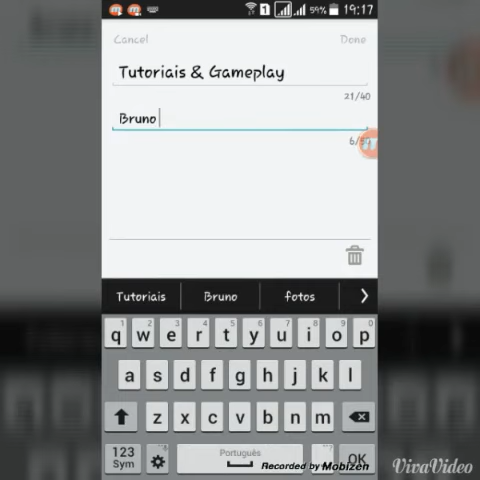 59% 19:17
Cancel Done
Tutoriais & Gameplay
21/40
Bruno
6/
Tutoriais Bruno fotos
q w e r t y u i o p
a s d f g h j k l
z x c v b n m
123
Sym
Português
OK
Recorded by Mobizen
VivaVideo